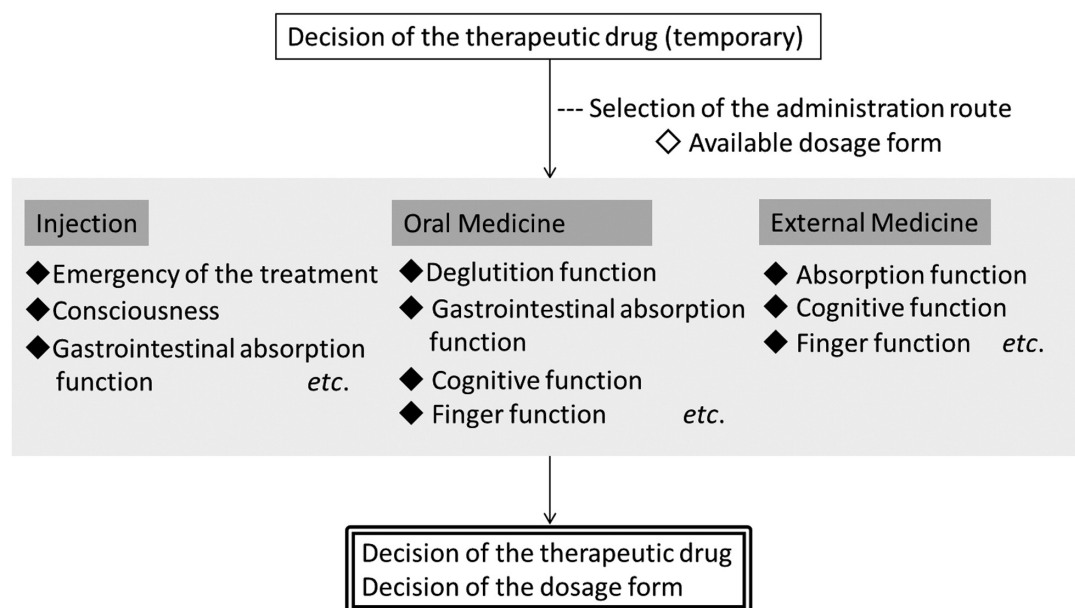 Decision of the therapeutic drug (temporary)
--- Selection of the administration route
◇ Available dosage form
Injection
◆Emergency of the treatment
◆Consciousness
◆Gastrointestinal absorption
function etc.
Oral Medicine
◆Deglutition function
◆ Gastrointestinal absorption
function
◆ Cognitive function
◆ Finger function etc.
External Medicine
◆ Absorption function
◆ Cognitive function
◆ Finger function etc.
Decision of the therapeutic drug
Decision of the dosage form